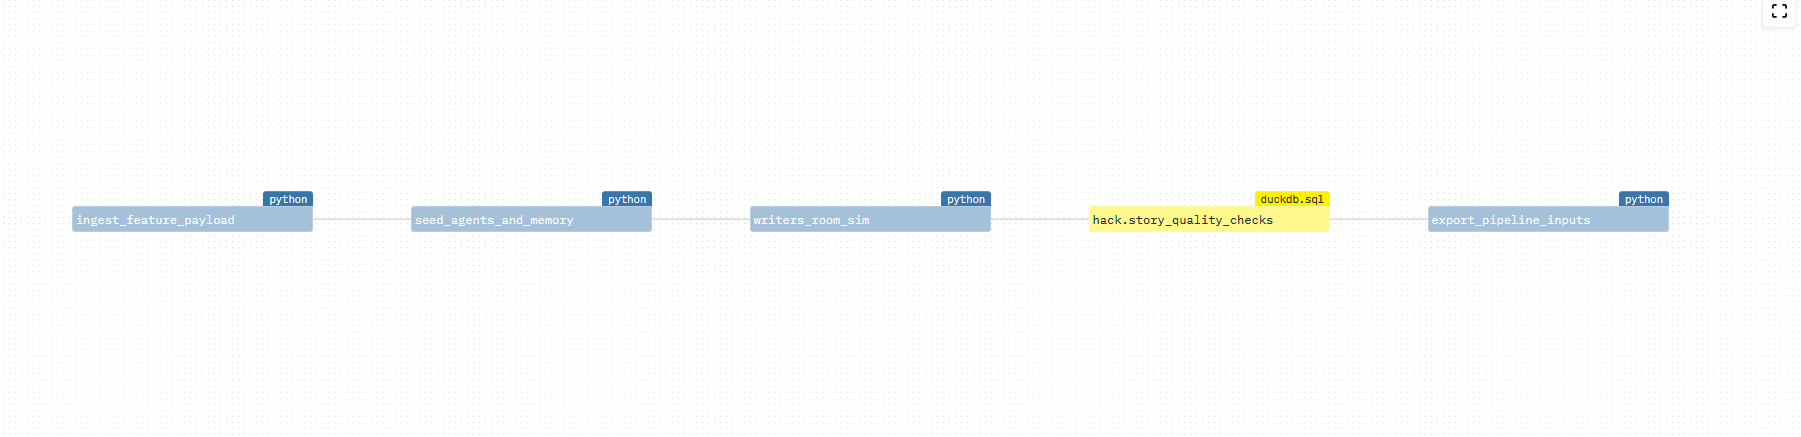 python
ingest_feature_payload
python
seed_agents_and_memory
python
writers_room_sim
duckdb.sql
hack.story_quality_checks
python
export_pipeline_inputs